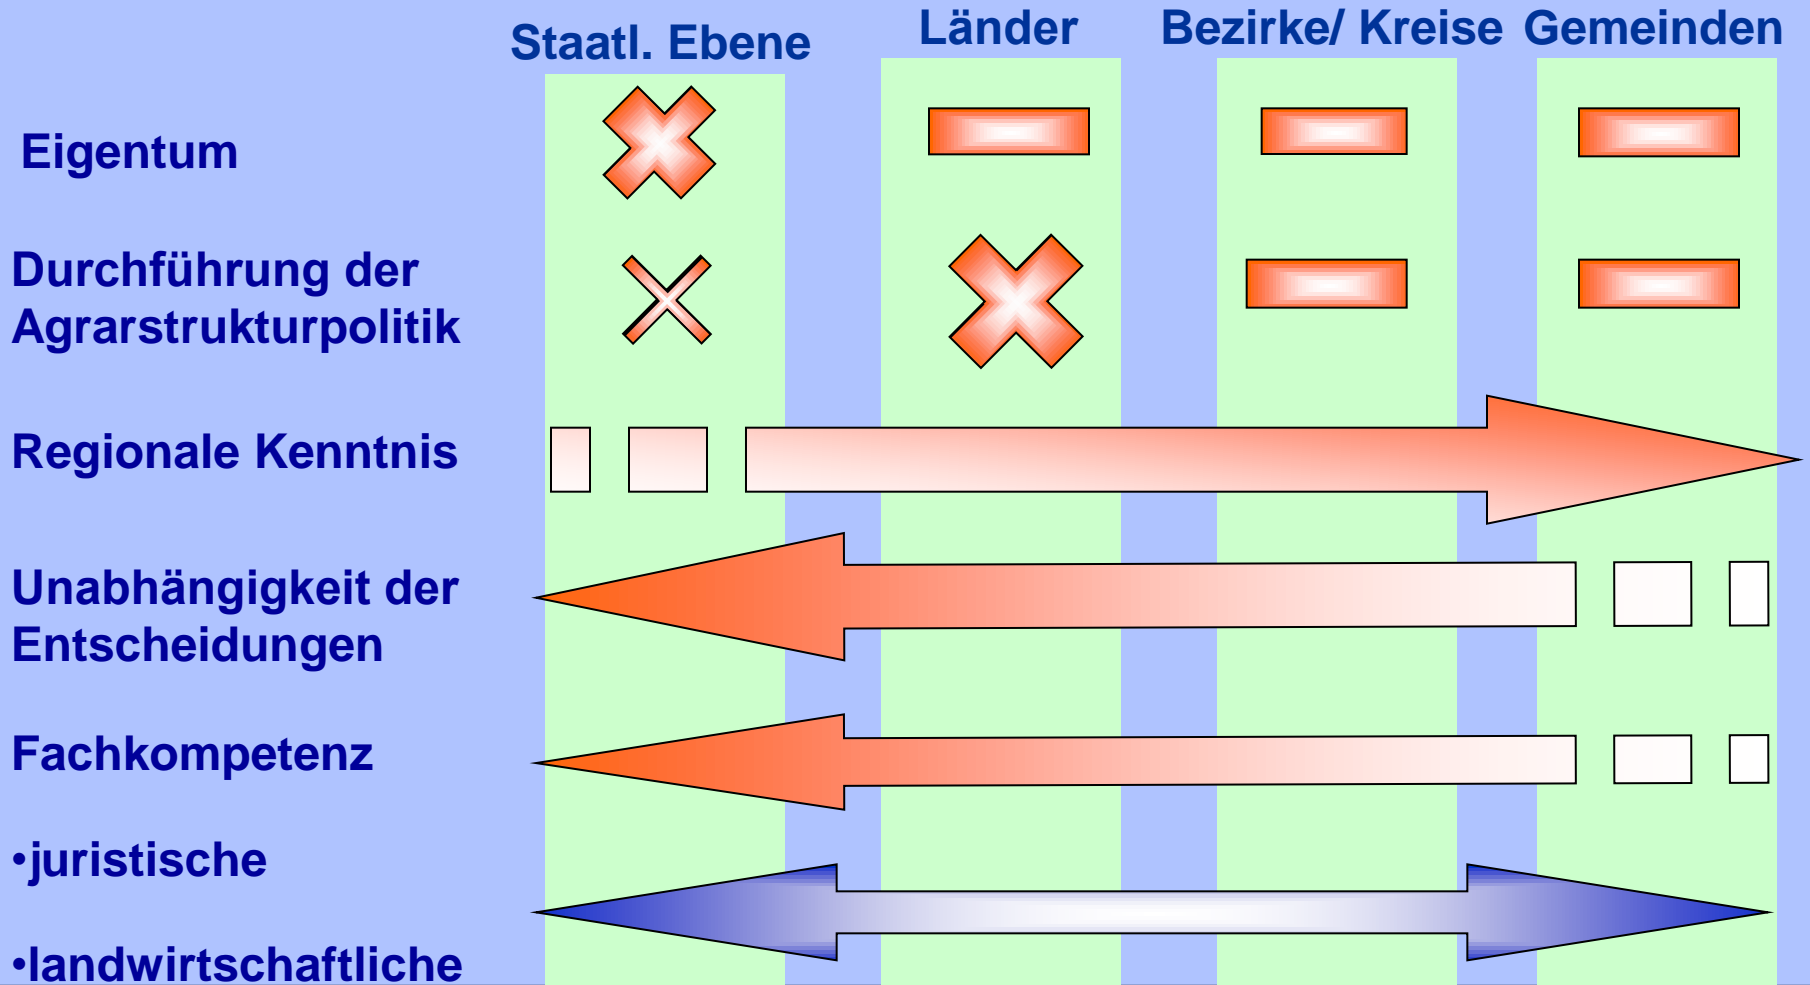 Staatl. Ebene Länder Bezirke/ Kreise Gemeinden
Eigentum
Durchführung der
Agrarstrukturpolitik
Regionale Kenntnis
Unabhängigkeit der
Entscheidungen
Fachkompetenz
•juristische
•landwirtschaftliche